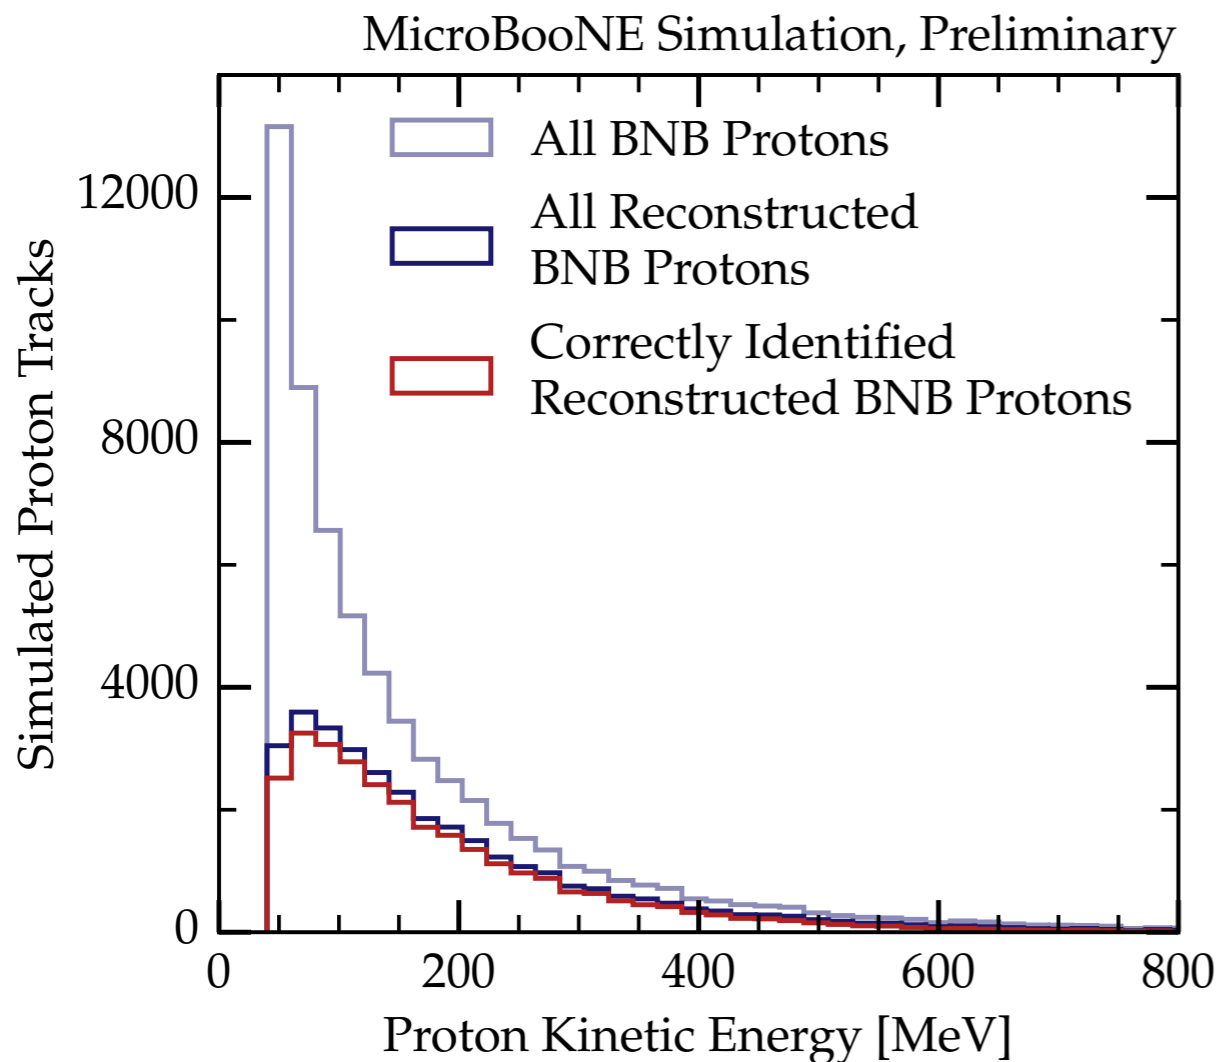 MicroBooNE Simulation, Preliminary
All BNB Protons
All Reconstructed
BNB Protons
Correctly Identified
Reconstructed BNB Protons
Simulated Proton Tracks
12000
8000
4000
0
0 200 400 600 800
Proton Kinetic Energy [MeV]